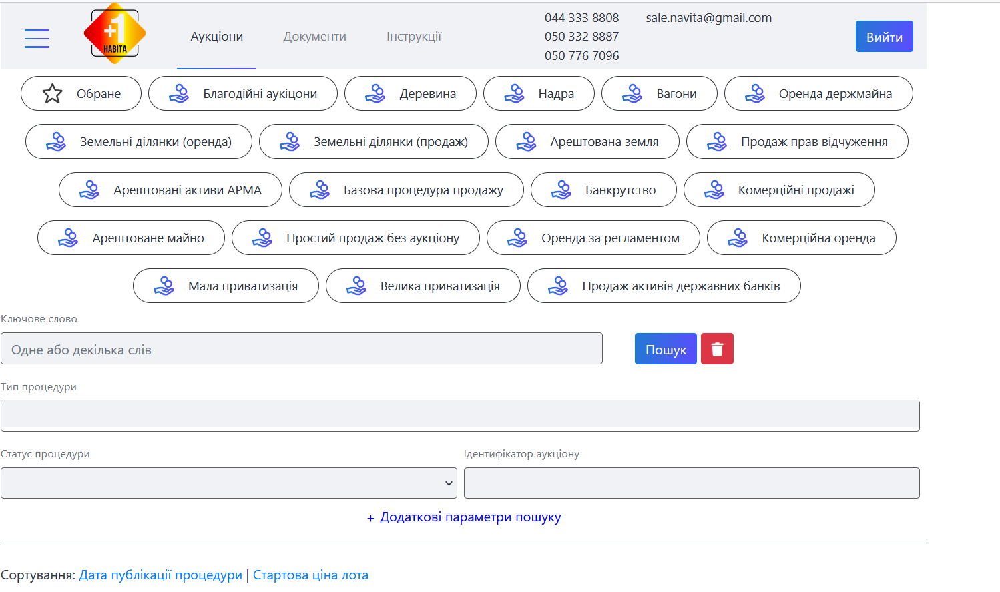 +1
НАВІТА
Аукціони
Документи
Інструкції
044 333 8808
050 332 8887
050 776 7096
sale.navita@gmail.com
Вийти
Обране
Благодійні аукіцони
Деревина
Надра
Вагони
Оренда держмайна
Земельні ділянки (оренда)
Земельні ділянки (продаж)
Арештована земля
Продаж прав відчуження
Арештовані активи АРМА
Базова процедура продажу
Банкрутство
Комерційні продажі
Арештоване майно
Простий продаж без аукціону
Оренда за регламентом
Комерційна оренда
Мала приватизація
Велика приватизація
Продаж активів державних банків
Ключове слово
Одне або декілька слів
Пошук
Тип процедури
Статус процедури
Ідентифікатор аукціону
+ Додаткові параметри пошуку
Сортування: Дата публікації процедури | Стартова ціна лота